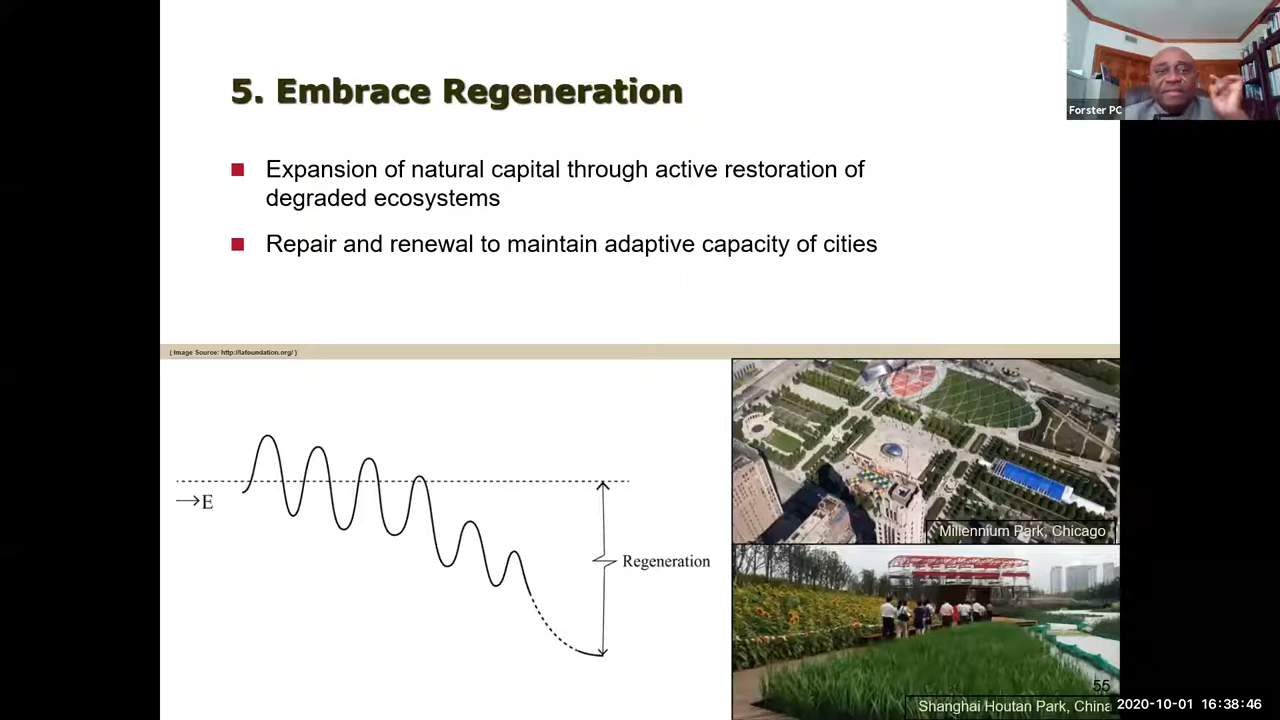 5. Embrace Regeneration
Forster PC
Expansion of natural capital through active restoration of
degraded ecosystems
Repair and renewal to maintain adaptive capacity of cities
( Image Source: http://lafoundation.org/ )
→E
Regeneration
Millennium Park, Chicago
55
Shanghai Houtan Park, China
2020-10-01 16:38:46